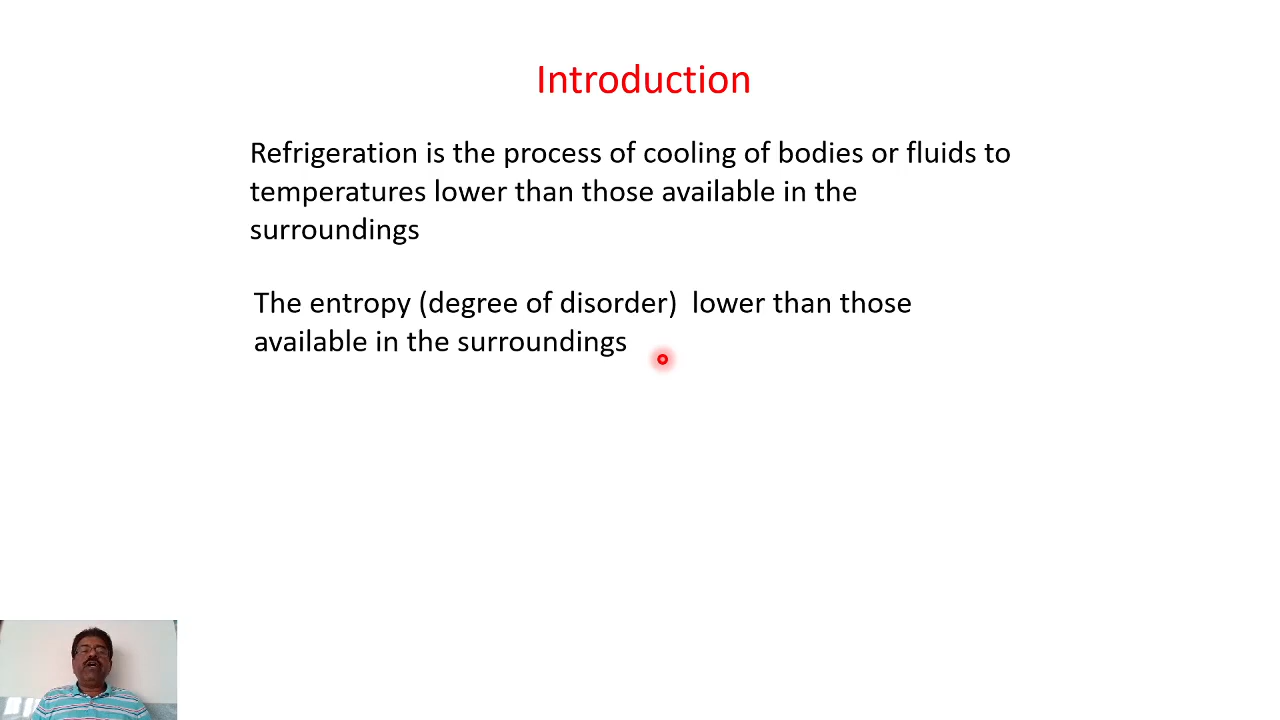 Introduction
Refrigeration is the process of cooling of bodies or fluids to
temperatures lower than those available in the
surroundings
The entropy (degree of disorder)  lower than those
available in the surroundings